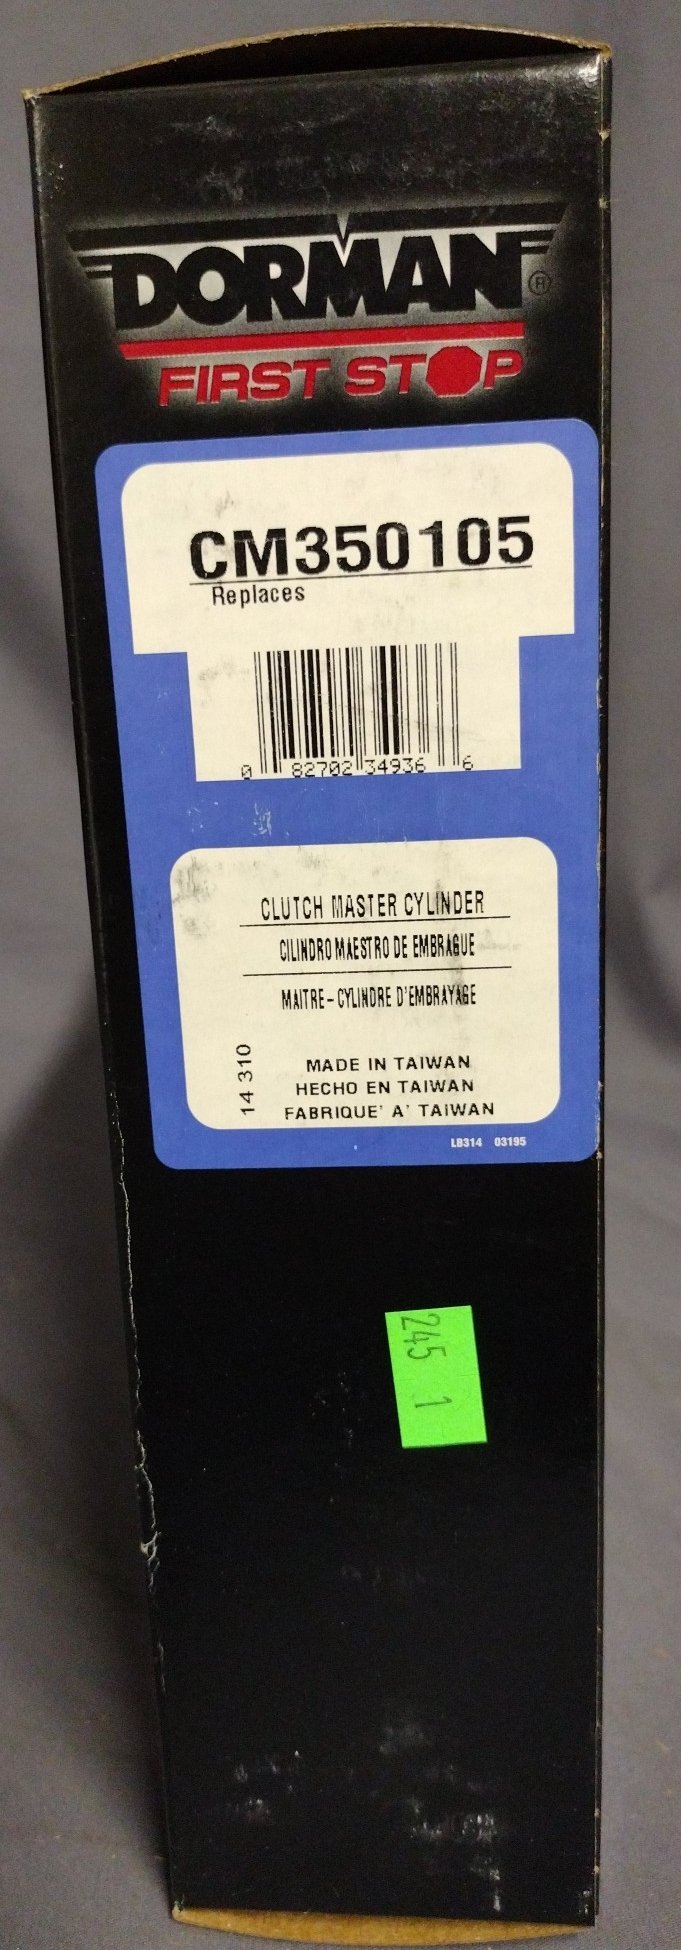 DORMAN®
FIRST STOP
CM350105
Replaces
0 82702 34936 6
CLUTCH MASTER CYLINDER
CILINDRO MAESTRO DE EMBRAGUE
MAITRE-CYLINDRE D'EMBRAYAGE
14 310
MADE IN TAIWAN
HECHO EN TAIWAN
FABRIQUE' A' TAIWAN
LB314 03195
245 1